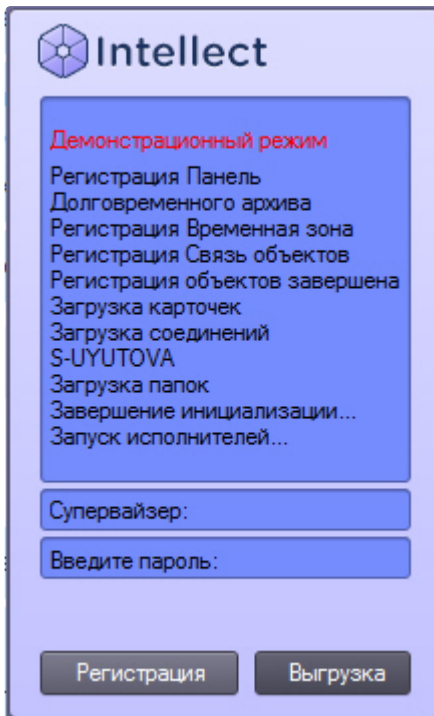 Intellect
Демонстрационный режим
Регистрация Панель
Долговременного архива
Регистрация Временная зона
Регистрация Связь объектов
Регистрация объектов завершена
Загрузка карточек
Загрузка соединений
S-UYUTOVA
Загрузка папок
Завершение инициализации...
Запуск исполнителей...
Супервайзер:
Введите пароль:
Регистрация
Выгрузка